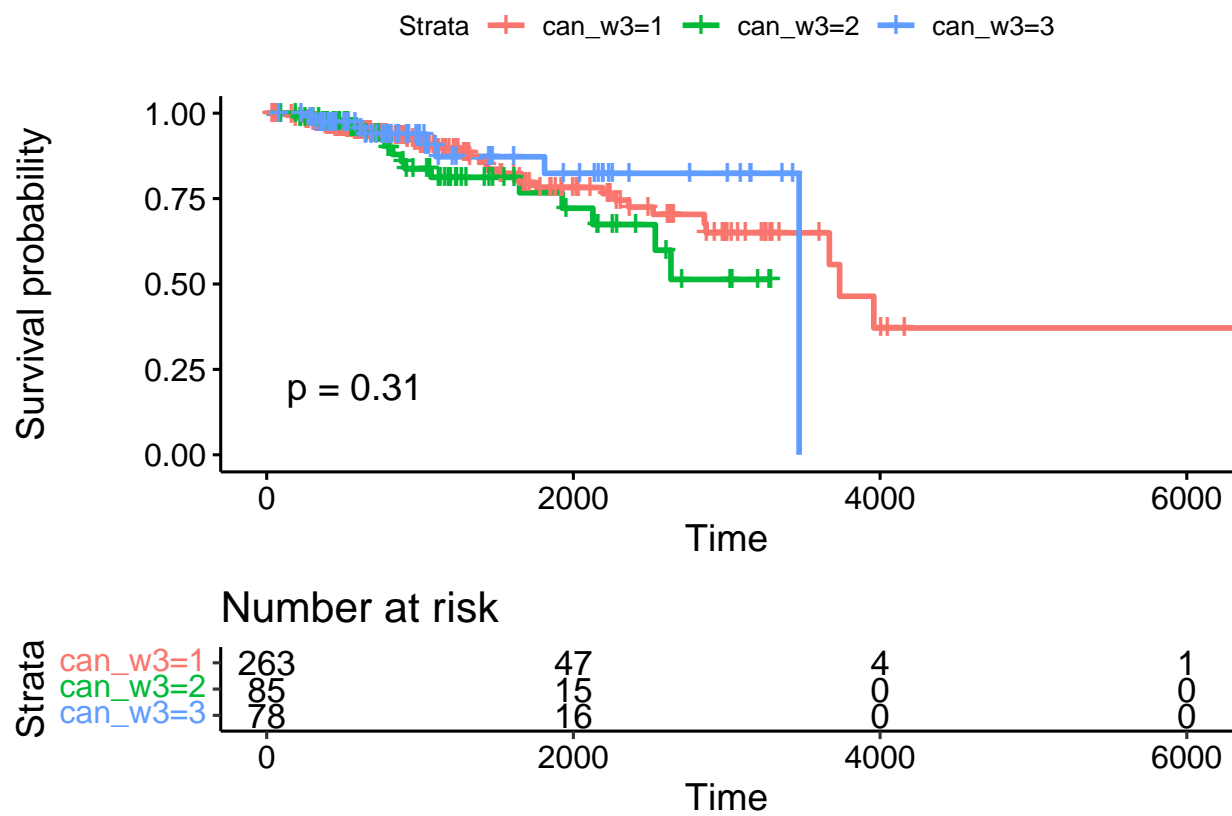 Strata can_w3=1 can_w3=2 can_w3=3
Survival probability
1.00
0.75
0.50
0.25
0.00
p = 0.31
0 2000 4000 6000
Time
Number at risk
Strata
can_w3=1 263 47 4 1
can_w3=2 85 15 0 0
can_w3=3 78 16 0 0
0 2000 4000 6000
Time